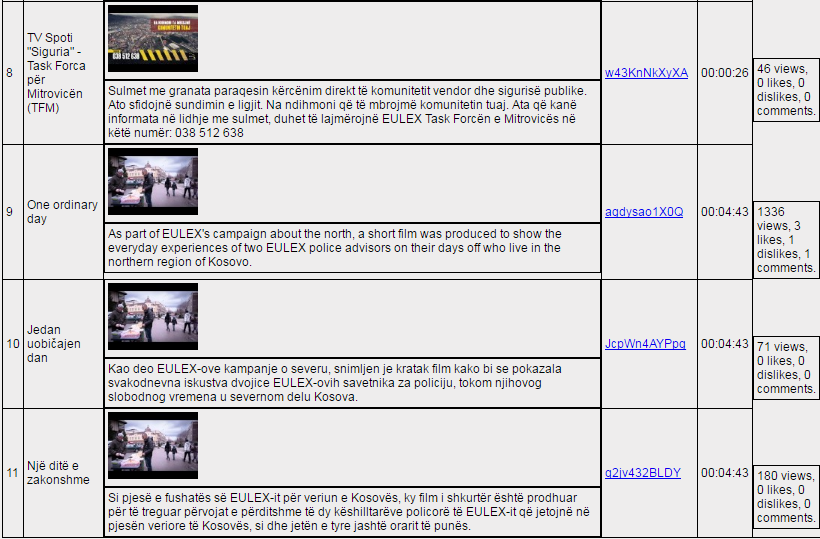 8
TV Spoti
"Siguria" -
Task Forca
për
Mitrovicën
(TFM)
KOMUNITETIN TUAJ
038 512 638
Sulmet me granata paraqesin kërcënim direkt të komunitetit vendor dhe sigurisë publike.
Ato sfidojnë sundimin e ligjit. Na ndihmoni që të mbrojmë komunitetin tuaj. Ata që kanë
informata në lidhje me sulmet, duhet të lajmërojnë EULEX Task Forcën e Mitrovicës në
këtë numër: 038 512 638
w43KnNkXyXA
00:00:26
46 views,
0 likes, 0
dislikes, 0
comments.
9
One ordinary
day
As part of EULEX's campaign about the north, a short film was produced to show the
everyday experiences of two EULEX police advisors on their days off who live in the
northern region of Kosovo.
aqdysao1X0Q
00:04:43
1336
views, 3
likes, 1
dislikes, 1
comments.
10
Jedan
uobičajen
dan
Kao deo EULEX-ove kampanje o severu, snimljen je kratak film kako bi se pokazala
svakodnevna iskustva dvojice EULEX-ovih savetnika za policiju, tokom njihovog
slobodnog vremena u severnom delu Kosova.
JcpWn4AYPpg
00:04:43
71 views,
0 likes, 0
dislikes, 0
comments.
11
Një ditë e
zakonshme
Si pjesë e fushatës së EULEX-it për veriun e Kosovës, ky film i shkurtër është prodhuar
për të treguar përvojat e përditshme të dy këshilltarëve policorë të EULEX-it që jetojnë në
pjesën veriore të Kosovës, si dhe jetën e tyre jashtë orarit të punës.
q2jv432BLDY
00:04:43
180 views,
0 likes, 0
dislikes, 0
comments.